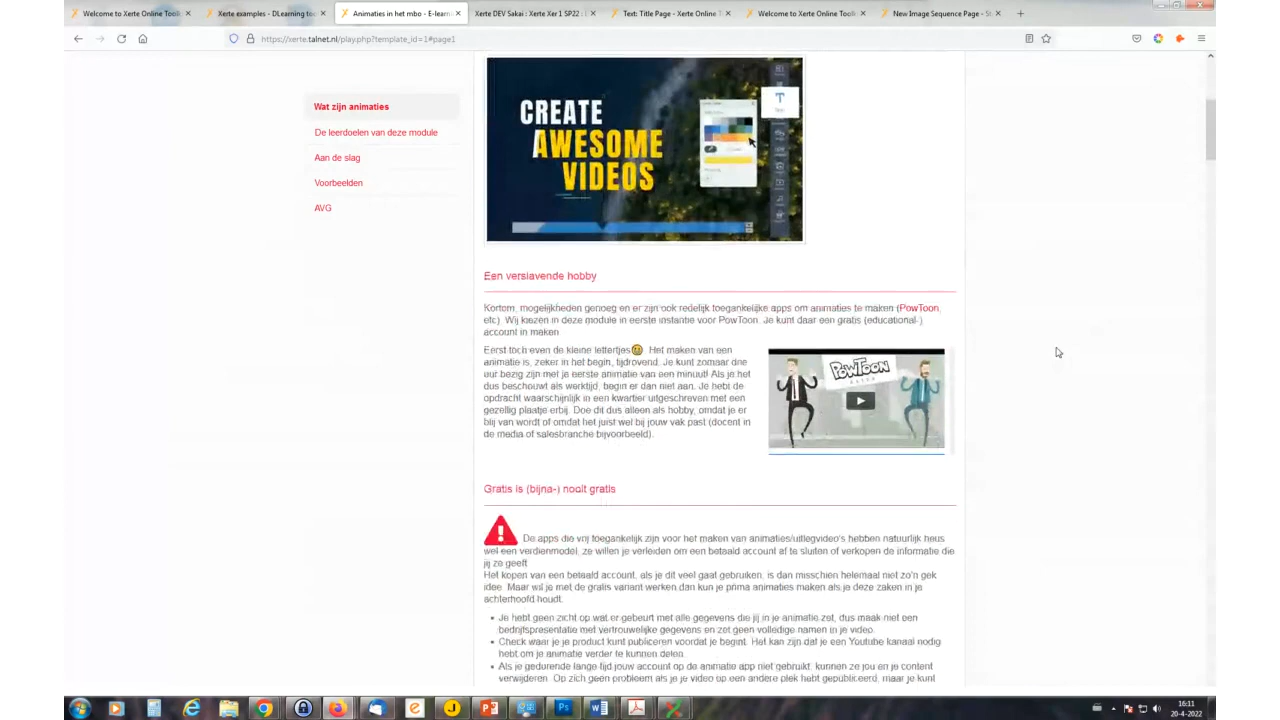 Welcome to Xerte Online Toolk
Xerte examples - DLearning to
Animaties in het mbo - E-learn
Xerte DEV Sakai : Xerte Xer 1 SP22 :
Text: Title Page - Xerte Online T
Welcome to Xerte Online Toolk
New Image Sequence Page - S
https://xerte.talnet.nl/play.php?template_id=1#page1
Wat zijn animaties
De leerdoelen van deze module
Aan de slag
Voorbeelden
AVG
CREATE
AWESOME
VIDEOS
Een verslavende hobby
Kortom, mogelijkheden genoeg en er zijn ook redelijk toegankelijke apps om animaties te maken (PowToon,
etc). Wij kiezen in deze module in eerste instantie voor PowToon. Je kunt daar een gratis (educational-)
account in maken
Eerst toch even de kleine lettertjes. Het maken van een
animatie is, zeker in het begin, tijdrovend. Je kunt zomaar drie
uur bezig zijn met je eerste animatie van een minuut! Als je het
dus beschouwt als werktijd, begin er dan niet aan. Je hebt de
opdracht waarschijnlijk in een kwartier uitgeschreven met een
gezellig plaatje erbij. Doe dit dus alleen als hobby, omdat je er
blij van wordt of omdat het juist wel bij jouw vak past (docent in
de media of salesbranche bijvoorbeeld).
POWTOON
Gratis is (bijna-) nooit gratis
De apps die vrij toegankelijk zijn voor het maken van animaties/uitlegvideo's hebben natuurlijk heus
wel een verdienmodel, ze willen je verleiden om een betaald account af te sluiten of verkopen de informatie die
jij ze geeft
Het kopen van een betaald account, als je dit veel gaat gebruiken, is dan misschien helemaal niet zo'n gek
idee. Maar wil je met de gratis variant werken dan kun je prima animaties maken als je deze zaken in je
achterhoofd houdt.
Je hebt geen zicht op wat er gebeurt met alle gegevens die jij in je animatie zet, dus maak niet een
bedrijfspresentatie met vertrouwelijke gegevens en zet geen volledige namen in je video.
Check waar je je product kunt publiceren voordat je begint. Het kan zijn dat je een Youtube kanaal nodig
hebt om je animatie verder te kunnen delen.
Als je gedurende lange tijd jouw account op de animatie app niet gebruikt, kunnen ze jou en je content
verwijderen. Op zich geen probleem als je je video op een andere plek hebt gepubliceerd, maar je kunt
16:11
20-4-2022